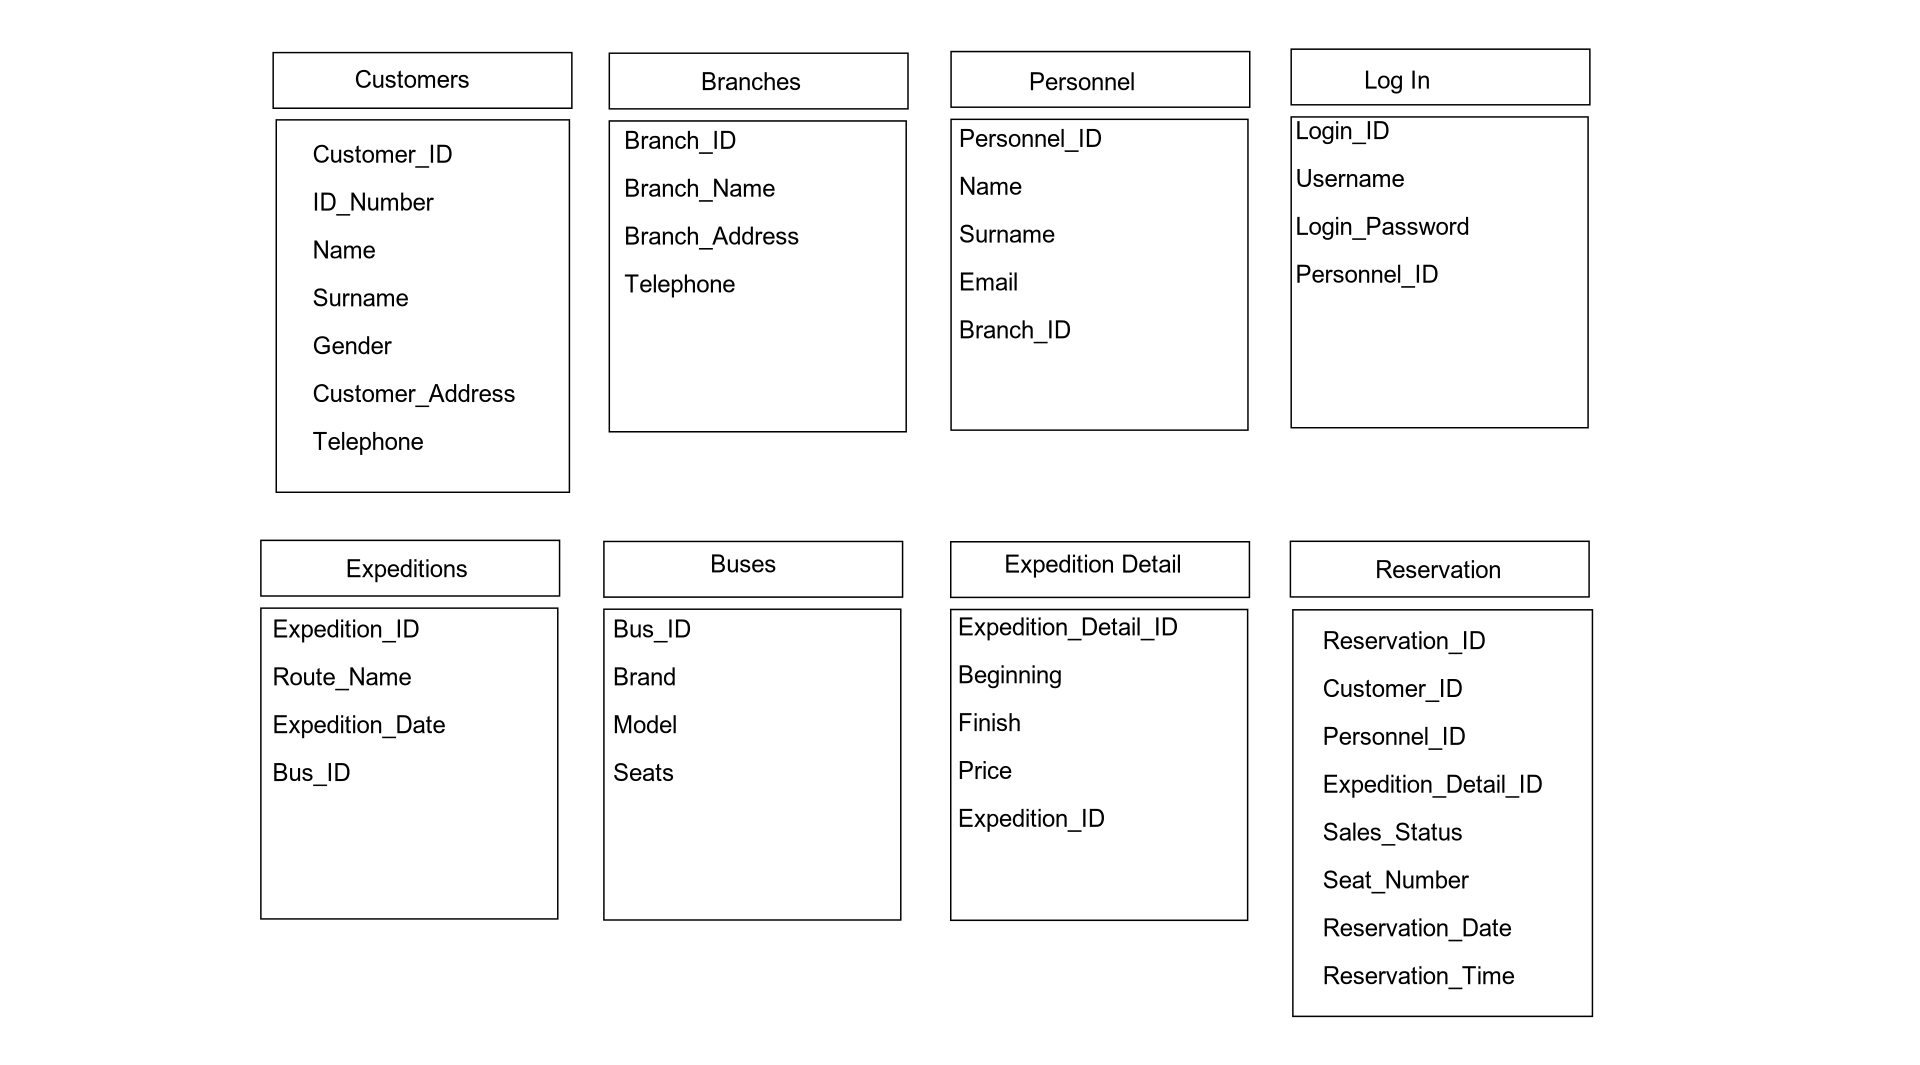 Customers
Customer_ID
ID_Number
Name
Surname
Gender
Customer_Address
Telephone
Branches
Branch_ID
Branch_Name
Branch_Address
Telephone
Personnel
Personnel_ID
Name
Surname
Email
Branch_ID
Log In
Login_ID
Username
Login_Password
Personnel_ID
Expeditions
Expedition_ID
Route_Name
Expedition_Date
Bus_ID
Buses
Bus_ID
Brand
Model
Seats
Expedition Detail
Expedition_Detail_ID
Beginning
Finish
Price
Expedition_ID
Reservation
Reservation_ID
Customer_ID
Personnel_ID
Expedition_Detail_ID
Sales_Status
Seat_Number
Reservation_Date
Reservation_Time